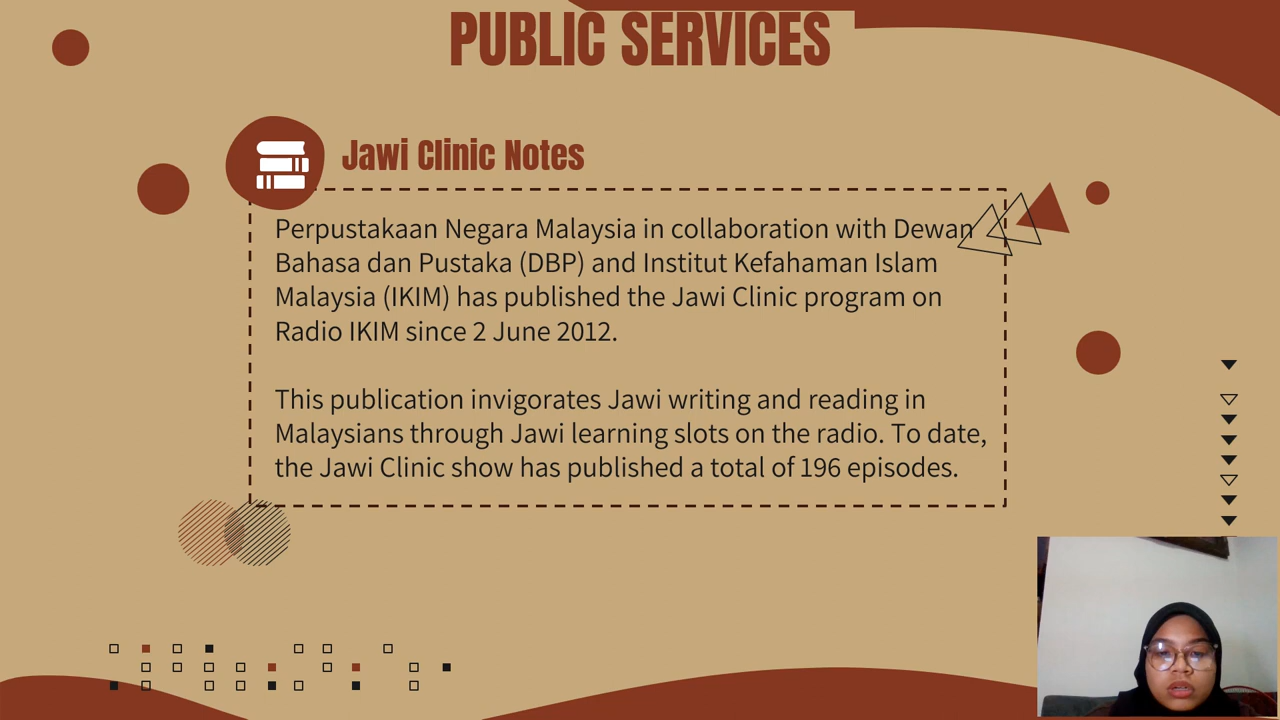 PUBLIC SERVICES
Jawi Clinic Notes
Perpustakaan Negara Malaysia in collaboration with Dewan
Bahasa dan Pustaka (DBP) and Institut Kefahaman Islam
Malaysia (IKIM) has published the Jawi Clinic program on
Radio IKIM since 2 June 2012.
This publication invigorates Jawi writing and reading in
Malaysians through Jawi learning slots on the radio. To date,
the Jawi Clinic show has published a total of 196 episodes.